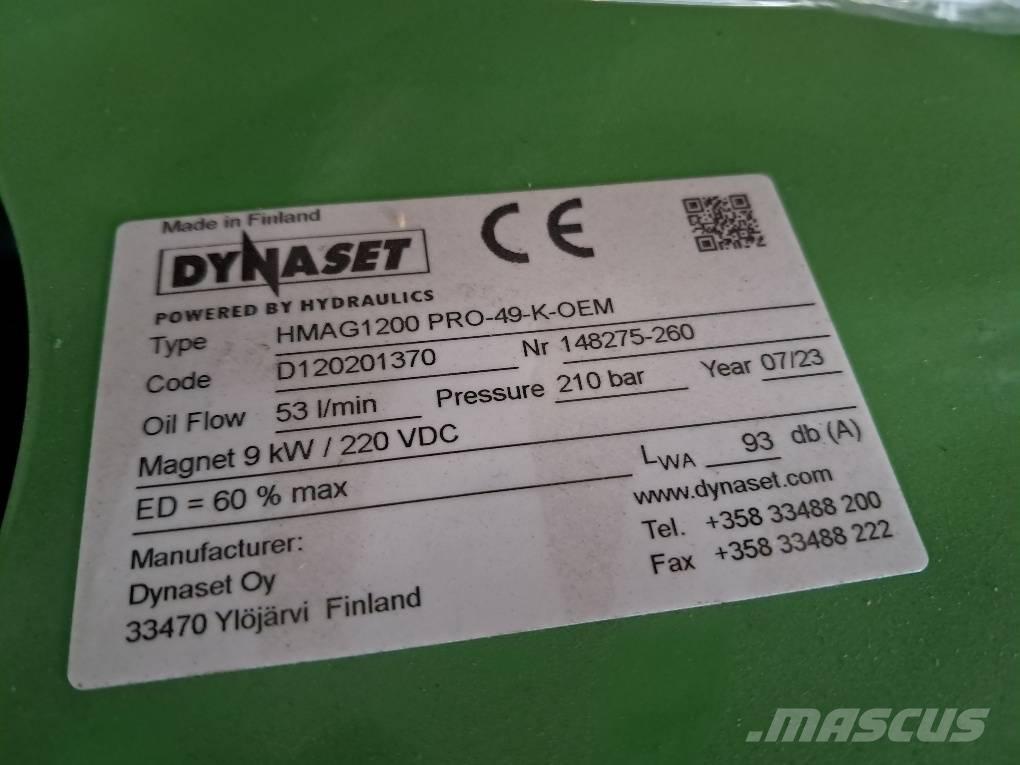 Made in Finland
DYNASET
CE
POWERED BY HYDRAULICS
Type HMAG1200 PRO-49-K-OEM
Code D120201370 Nr 148275-260
Oil Flow 53 l/min Pressure 210 bar Year 07/23
Magnet 9 kW / 220 VDC
LWA 93 db (A)
ED = 60 % max
www.dynaset.com
Manufacturer:
Tel. +358 33488 200
Dynaset Oy
Fax +358 33488 222
33470 Ylöjärvi Finland
MASCUS